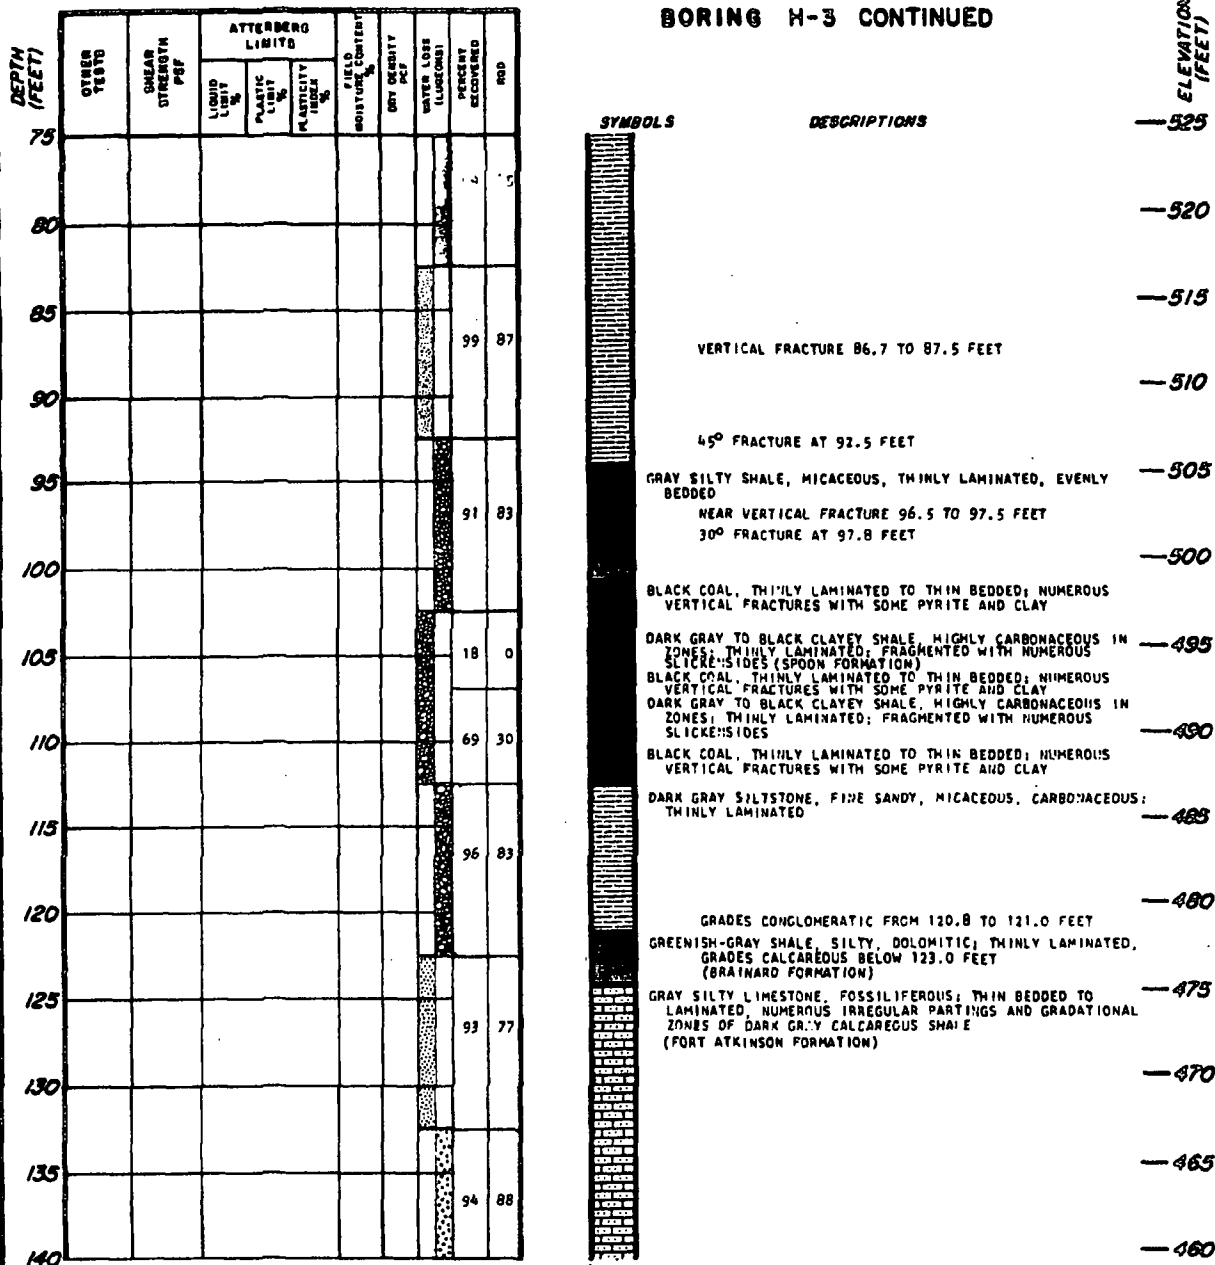 BORING H-3 CONTINUED
DEPTH (FEET)
OTHER TESTS
SHEAR STRENGTH PSF
ATTERBERG LIMITS
LIQUID LIMIT %
PLASTIC LIMIT %
PLASTICITY INDEX %
FIELD MOISTURE CONTENT %
DRY DENSITY PCF
WATER LOSS (LUGEONS)
PERCENT RECOVERED
RQD
ELEVATION (FEET)
SYMBOLS
DESCRIPTIONS
75
525
80
520
85
515
99 87
VERTICAL FRACTURE 86.7 TO 87.5 FEET
90
510
45° FRACTURE AT 92.5 FEET
95
505
GRAY SILTY SHALE, MICACEOUS, THINLY LAMINATED, EVENLY
BEDDED
91 83
NEAR VERTICAL FRACTURE 96.5 TO 97.5 FEET
30° FRACTURE AT 97.8 FEET
100
500
BLACK COAL, THINLY LAMINATED TO THIN BEDDED; NUMEROUS
VERTICAL FRACTURES WITH SOME PYRITE AND CLAY
105
495
18 0
DARK GRAY TO BLACK CLAYEY SHALE, HIGHLY CARBONACEOUS IN
ZONES; THINLY LAMINATED; FRAGMENTED WITH NUMEROUS
SLICKENSIDES (SPOON FORMATION)
BLACK COAL, THINLY LAMINATED TO THIN BEDDED; NUMEROUS
VERTICAL FRACTURES WITH SOME PYRITE AND CLAY
DARK GRAY TO BLACK CLAYEY SHALE, HIGHLY CARBONACEOUS IN
ZONES; THINLY LAMINATED; FRAGMENTED WITH NUMEROUS
SLICKENSIDES
110
490
69 30
BLACK COAL, THINLY LAMINATED TO THIN BEDDED; NUMEROUS
VERTICAL FRACTURES WITH SOME PYRITE AND CLAY
DARK GRAY SILTSTONE, FINE SANDY, MICACEOUS, CARBONACEOUS;
THINLY LAMINATED
115
485
96 83
120
480
GRADES CONGLOMERATIC FROM 120.8 TO 121.0 FEET
GREENISH-GRAY SHALE, SILTY, DOLOMITIC; THINLY LAMINATED,
GRADES CALCAREOUS BELOW 123.0 FEET
(BRAINARD FORMATION)
125
475
93 77
GRAY SILTY LIMESTONE, FOSSILIFEROUS; THIN BEDDED TO
LAMINATED, NUMEROUS IRREGULAR PARTINGS AND GRADATIONAL
ZONES OF DARK GRAY CALCAREOUS SHALE
(FORT ATKINSON FORMATION)
130
470
135
465
94 88
140
460